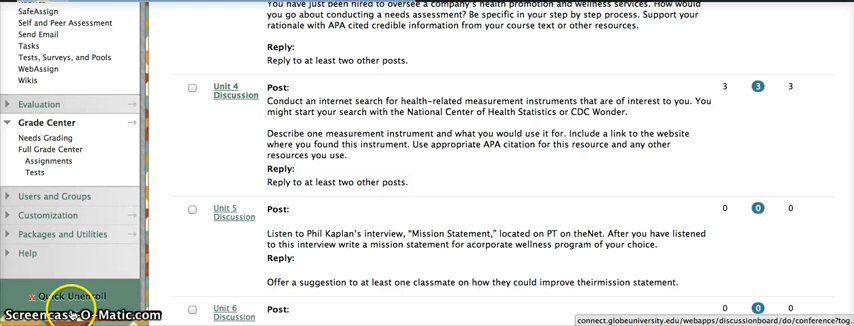 SafeAssign
Self and Peer Assessment
Send Email
Tasks
Tests, Surveys, and Pools
WebAssign
Wikis
Evaluation
Grade Center
Needs Grading
Full Grade Center
Assignments
Tests
Users and Groups
Customization
Packages and Utilities
Help
Quick Unenroll
Screencast-O-Matic.com
You have just been hired to oversee a company's health promotion and wellness services. How would
you go about conducting a needs assessment? Be specific in your step by step process. Support your
rationale with APA cited credible information from your course text or other resources.
Reply:
Reply to at least two other posts.
Unit 4
Discussion
Post:
3 3 3
Conduct an internet search for health-related measurement instruments that are of interest to you. You
might start your search with the National Center of Health Statistics or CDC Wonder.
Describe one measurement instrument and what you would use it for. Include a link to the website
where you found this instrument. Use appropriate APA citation for this resource and any other
resources you use.
Reply:
Reply to at least two other posts.
Unit 5
Discussion
Post:
0 0 0
Listen to Phil Kaplan's interview, "Mission Statement," located on PT on theNet. After you have listened
to this interview write a mission statement for acorporate wellness program of your choice.
Reply:
Offer a suggestion to at least one classmate on how they could improve theirmission statement.
Unit 6
Discussion
Post:
0 0 0
connect.globeuniversity.edu/webapps/discussionboard/do/conference?tog…